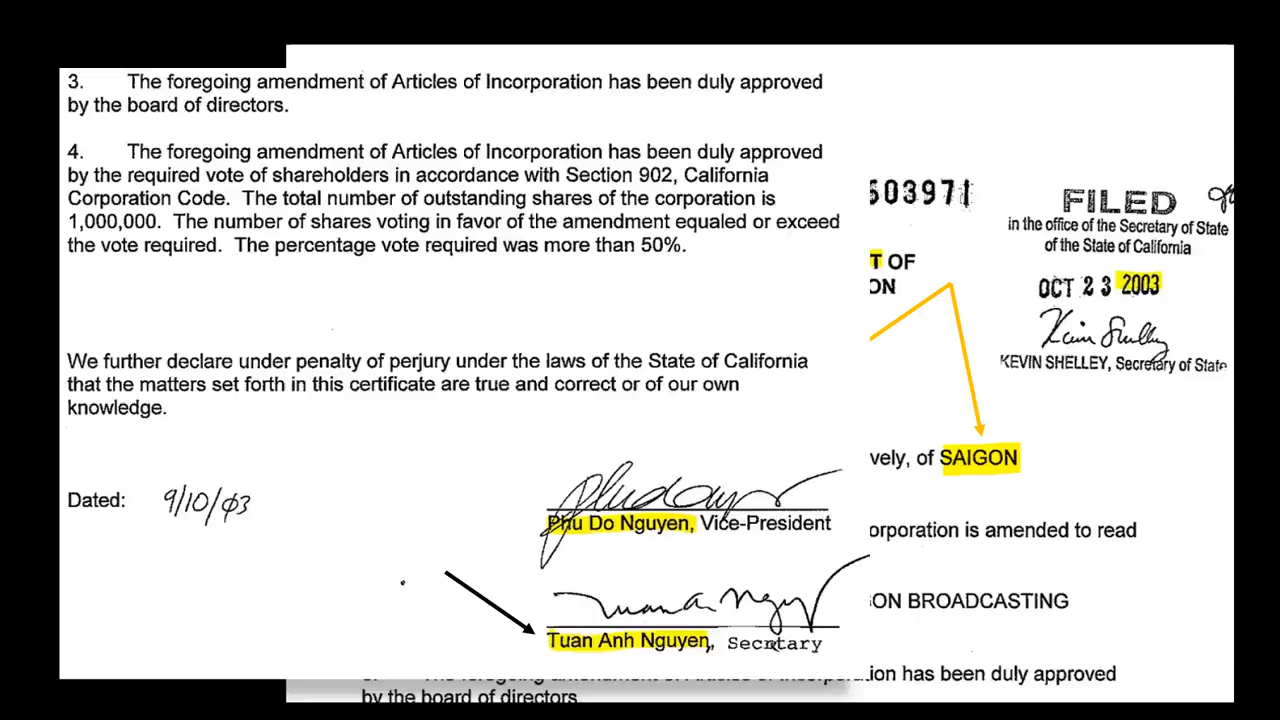 3. The foregoing amendment of Articles of Incorporation has been duly approved
by the board of directors.
4. The foregoing amendment of Articles of Incorporation has been duly approved
by the required vote of shareholders in accordance with Section 902, California
Corporation Code. The total number of outstanding shares of the corporation is
1,000,000. The number of shares voting in favor of the amendment equaled or exceed
the vote required. The percentage vote required was more than 50%.
We further declare under penalty of perjury under the laws of the State of California
that the matters set forth in this certificate are true and correct or of our own
knowledge.
Dated: 9/10/03
Phu Do Nguyen, Vice-President
Tuan Anh Nguyen, Secretary
503971
FILED
in the office of the Secretary of State
of the State of California
OCT 23 2003
KEVIN SHELLEY, Secretary of State
T OF
ON
vely, of SAIGON
orporation is amended to read
ON BROADCASTING
The foregoing amendment of Articles of Incorporation has been duly approved
by the board of directors